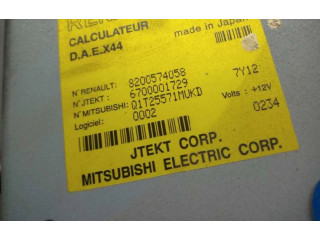 CALCULATEUR made in Japan
D.A.E.X44
N°RENAULT: 8200574058 7Y12
N°JTEKT: 6700001729
N°MITSUBISHI: Q1T25571MUKD Volts: +12V
Logiciel: 0002 0234
JTEKT CORP.
MITSUBISHI ELECTRIC CORP.